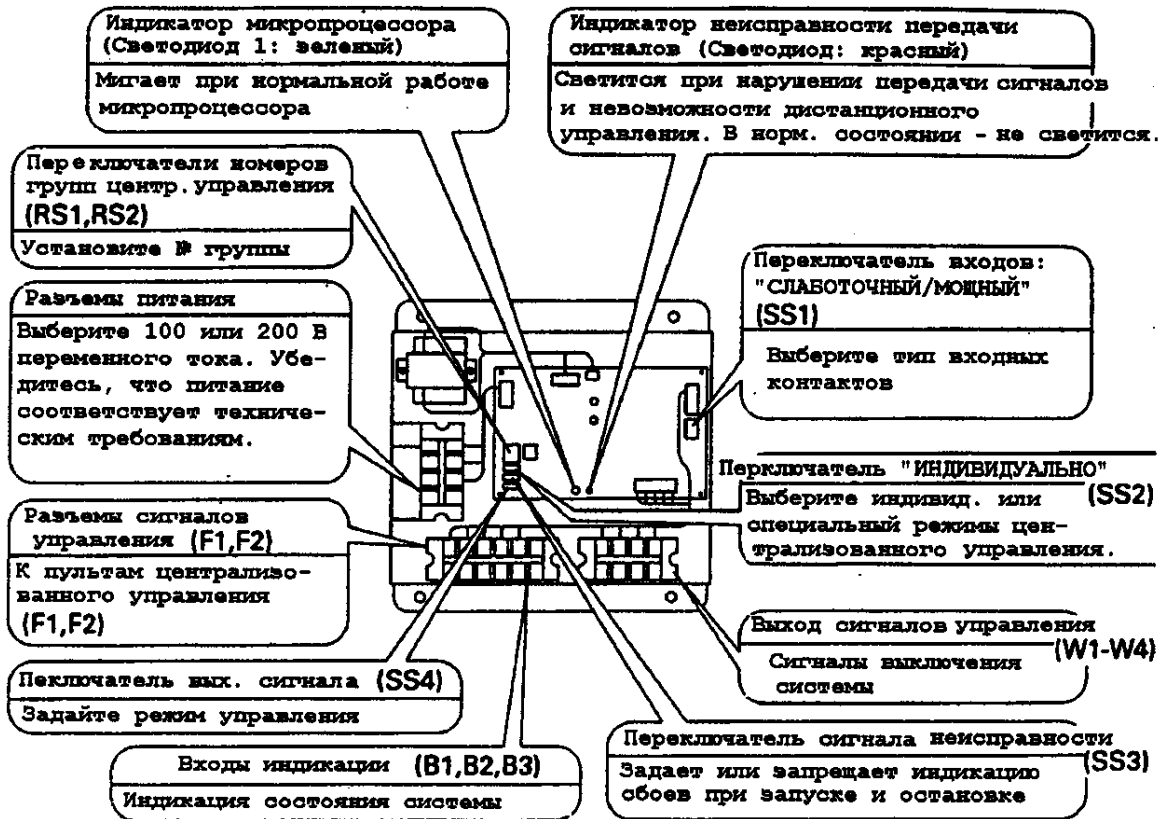 Индикатор микропроцессора
(Светодиод 1: зеленый)
Мигает при нормальной работе
микропроцессора
Индикатор неисправности передачи
сигналов (Светодиод: красный)
Светится при нарушении передачи сигналов
и невозможности дистанционного
управления. В норм. состоянии - не светится.
Переключатели номеров
групп центр. управления
(RS1,RS2)
Установите № группы
Переключатель входов:
"СЛАБОТОЧНЫЙ/МОЩНЫЙ"
(SS1)
Выберите тип входных
контактов
Разъемы питания
Выберите 100 или 200 В
переменного тока. Убе-
дитесь, что питание
соответствует техниче-
ским требованиям.
Перключатель "ИНДИВИДУАЛЬНО"
(SS2)
Выберите индивид. или
специальный режимы цен-
трализованного управления.
Разъемы сигналов
управления (F1,F2)
К пультам централизо-
ванного управления
(F1,F2)
Выход сигналов управления
(W1-W4)
Сигналы выключения
системы
Пеключатель вых. сигнала (SS4)
Задайте режим управления
Переключатель сигнала неисправности
(SS3)
Задает или запрещает индикацию
сбоев при запуске и остановке
Входы индикации (B1,B2,B3)
Индикация состояния системы